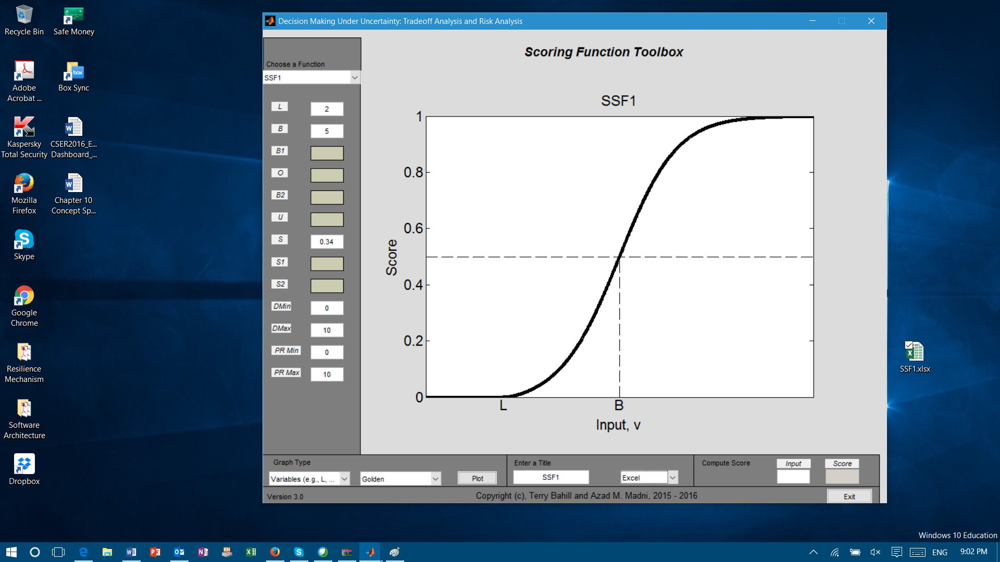 Recycle Bin
Safe Money
Adobe
Acrobat ...
Box Sync
box
Kaspersky
Total Security
CSER2016_E...
Dashboard_...
Mozilla
Firefox
Chapter 10
Concept Sp...
Skype
Google
Chrome
Resilience
Mechanism
Software
Architecture
Dropbox
Decision Making Under Uncertainty: Tradeoff Analysis and Risk Analysis
Scoring Function Toolbox
Choose a Function
SSF1
L 2
B 5
B1
O
B2
U
S 0.34
S1
S2
DMin 0
DMax 10
PR Min 0
PR Max 10
SSF1
1
0.8
0.6
0.4
0.2
0
Score
L B
Input, v
Graph Type
Variables (e.g., L, ...
Golden
Plot
Enter a Title
SSF1
Excel
Compute Score
Input
Score
Version 3.0
Copyright (c), Terry Bahill and Azad M. Madni, 2015 - 2016
Exit
SSF1.xlsx
Windows 10 Education
EN
ENG
9:02 PM